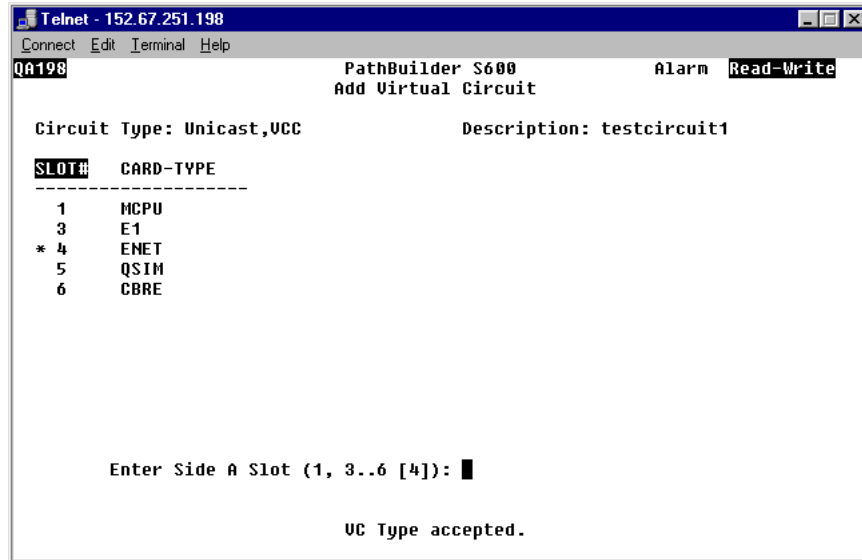 Telnet - 152.67.251.198
Connect Edit Terminal Help
QA198 PathBuilder S600 Alarm Read-Write
Add Virtual Circuit
Circuit Type: Unicast,VCC Description: testcircuit1
SLOT# CARD-TYPE
--------------------
1 MCPU
3 E1
* 4 ENET
5 QSIM
6 CBRE
Enter Side A Slot (1, 3..6 [4]):
VC Type accepted.